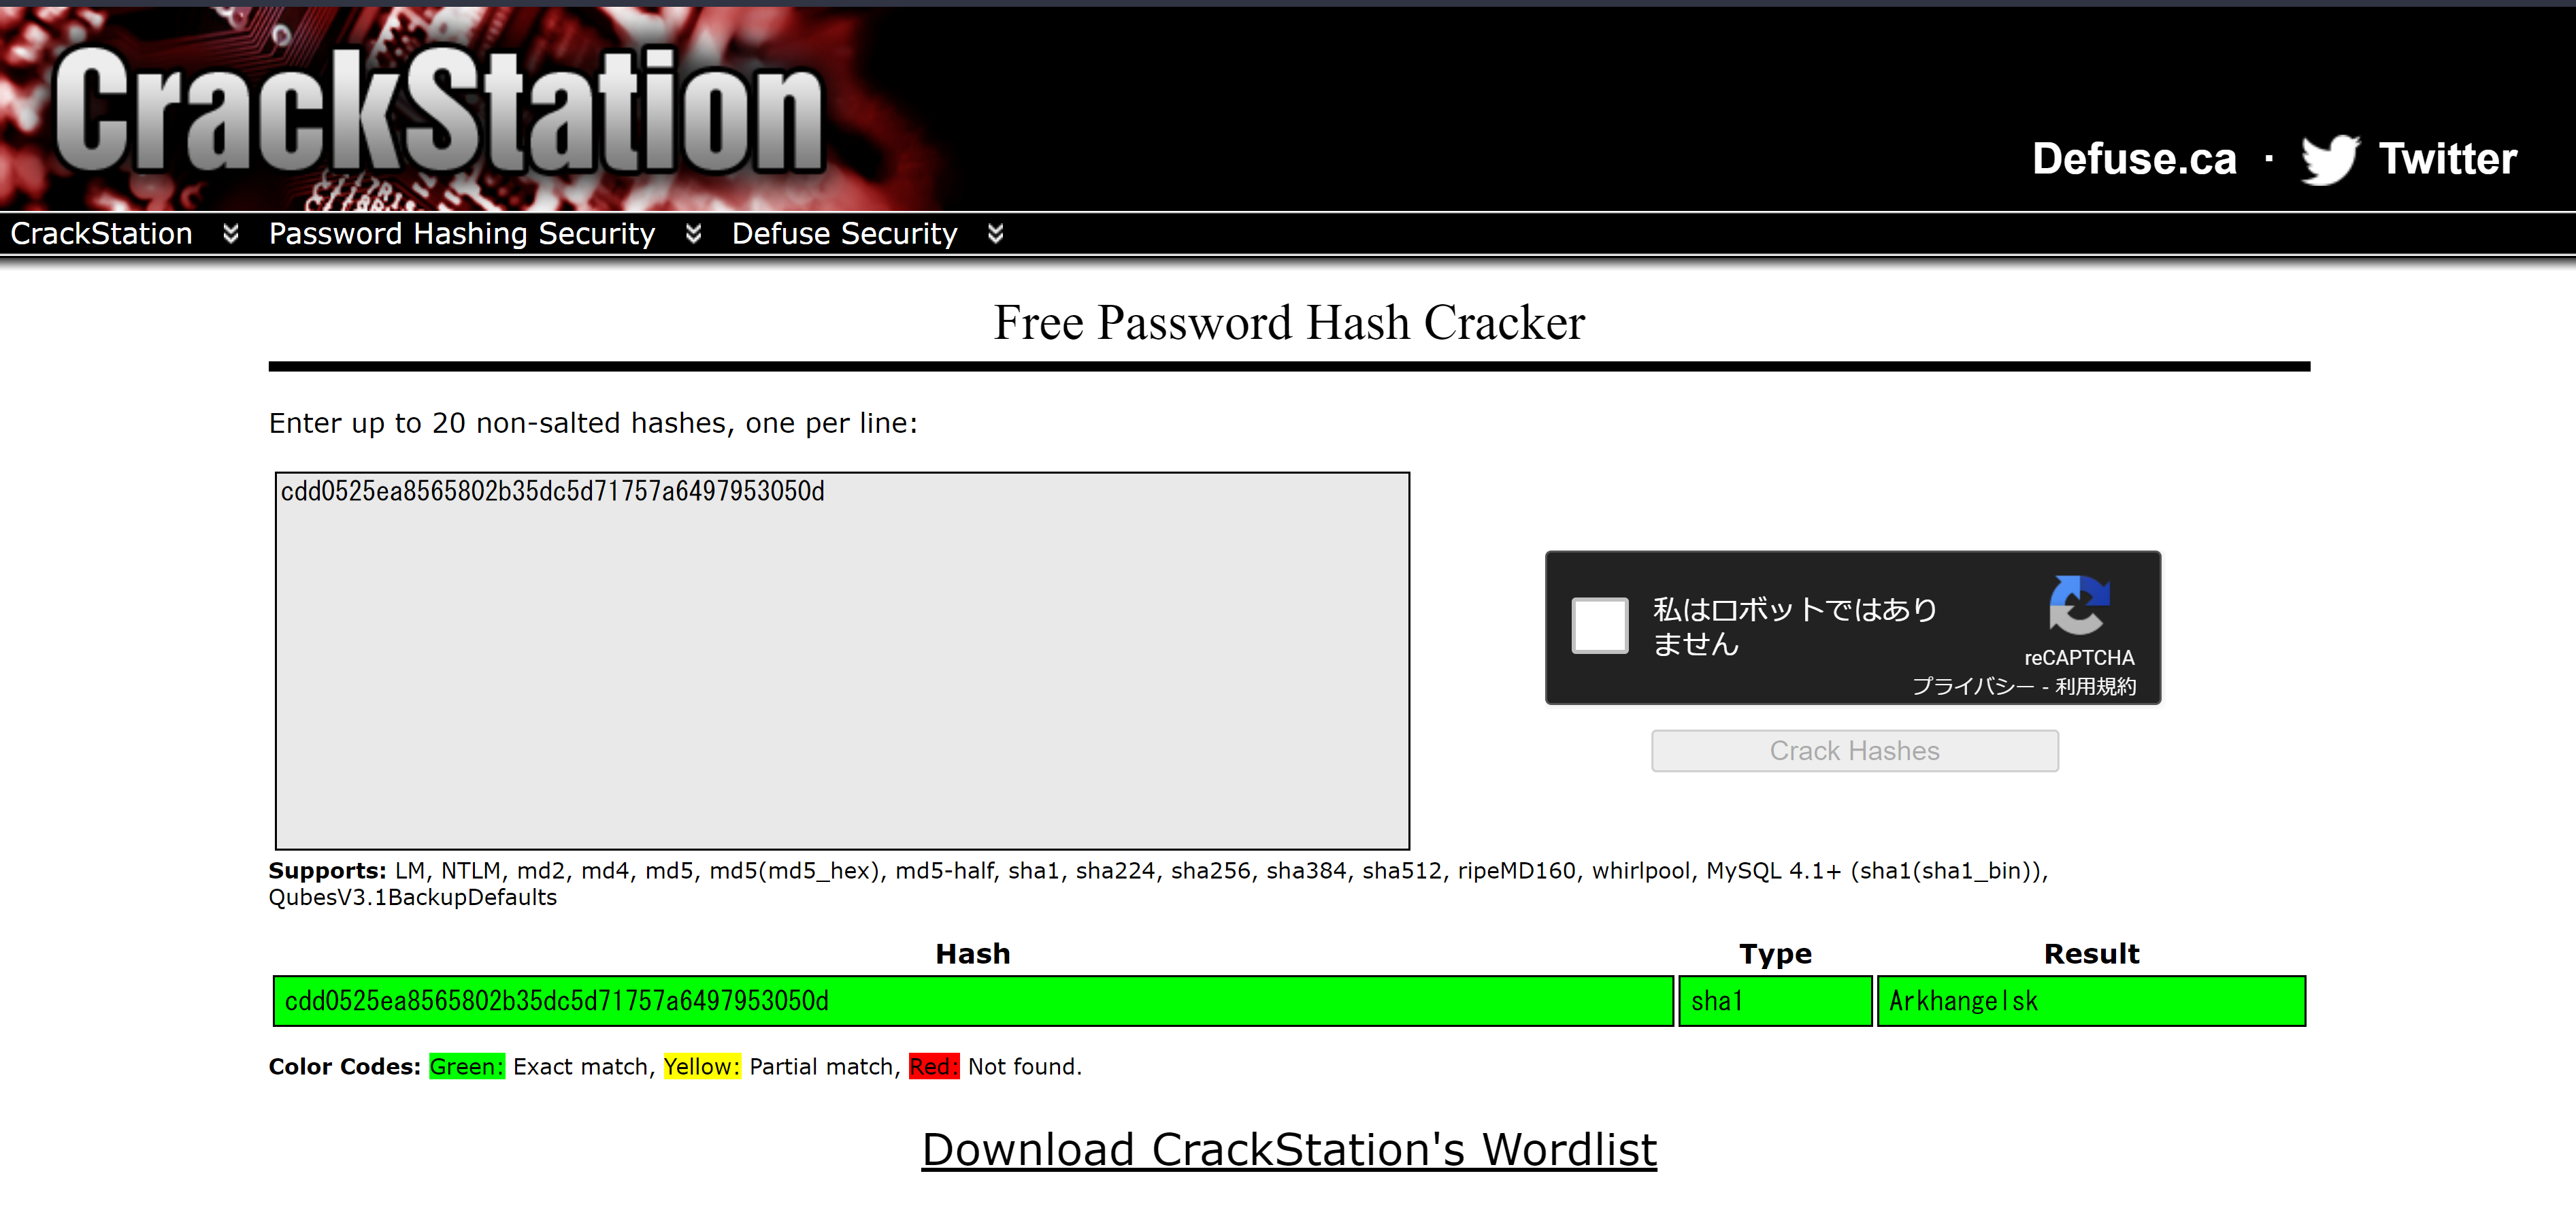 CrackStation
Defuse.ca · Twitter
CrackStation Password Hashing Security Defuse Security
Free Password Hash Cracker
Enter up to 20 non-salted hashes, one per line:
cdd0525ea8565802b35dc5d71757a6497953050d
私はロボットではあり
ません
reCAPTCHA
プライバシー - 利用規約
Crack Hashes
Supports: LM, NTLM, md2, md4, md5, md5(md5_hex), md5-half, sha1, sha224, sha256, sha384, sha512, ripeMD160, whirlpool, MySQL 4.1+ (sha1(sha1_bin)),
QubesV3.1BackupDefaults
Hash Type Result
cdd0525ea8565802b35dc5d71757a6497953050d sha1 Arkhangelsk
Color Codes: Green: Exact match, Yellow: Partial match, Red: Not found.
Download CrackStation's Wordlist